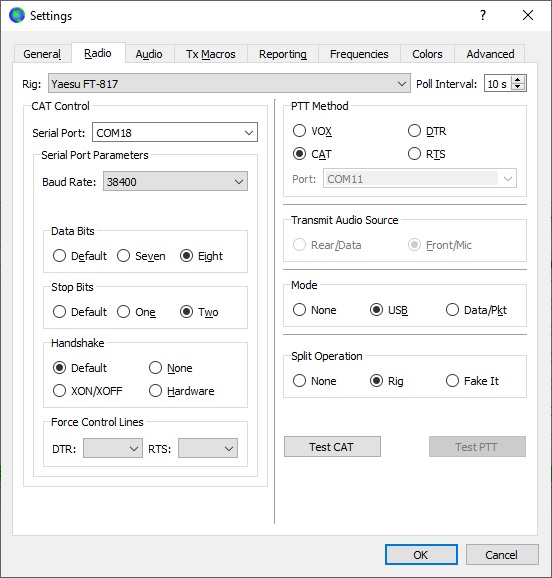 Settings
?
General Radio Audio Tx Macros Reporting Frequencies Colors Advanced
Rig: Yaesu FT-817 Poll Interval: 10 s
CAT Control
Serial Port: COM18
Serial Port Parameters
Baud Rate: 38400
Data Bits
Default Seven Eight
Stop Bits
Default One Two
Handshake
Default None
XON/XOFF Hardware
Force Control Lines
DTR: RTS:
PTT Method
VOX DTR
CAT RTS
Port: COM11
Transmit Audio Source
Rear/Data Front/Mic
Mode
None USB Data/Pkt
Split Operation
None Rig Fake It
Test CAT Test PTT
OK Cancel